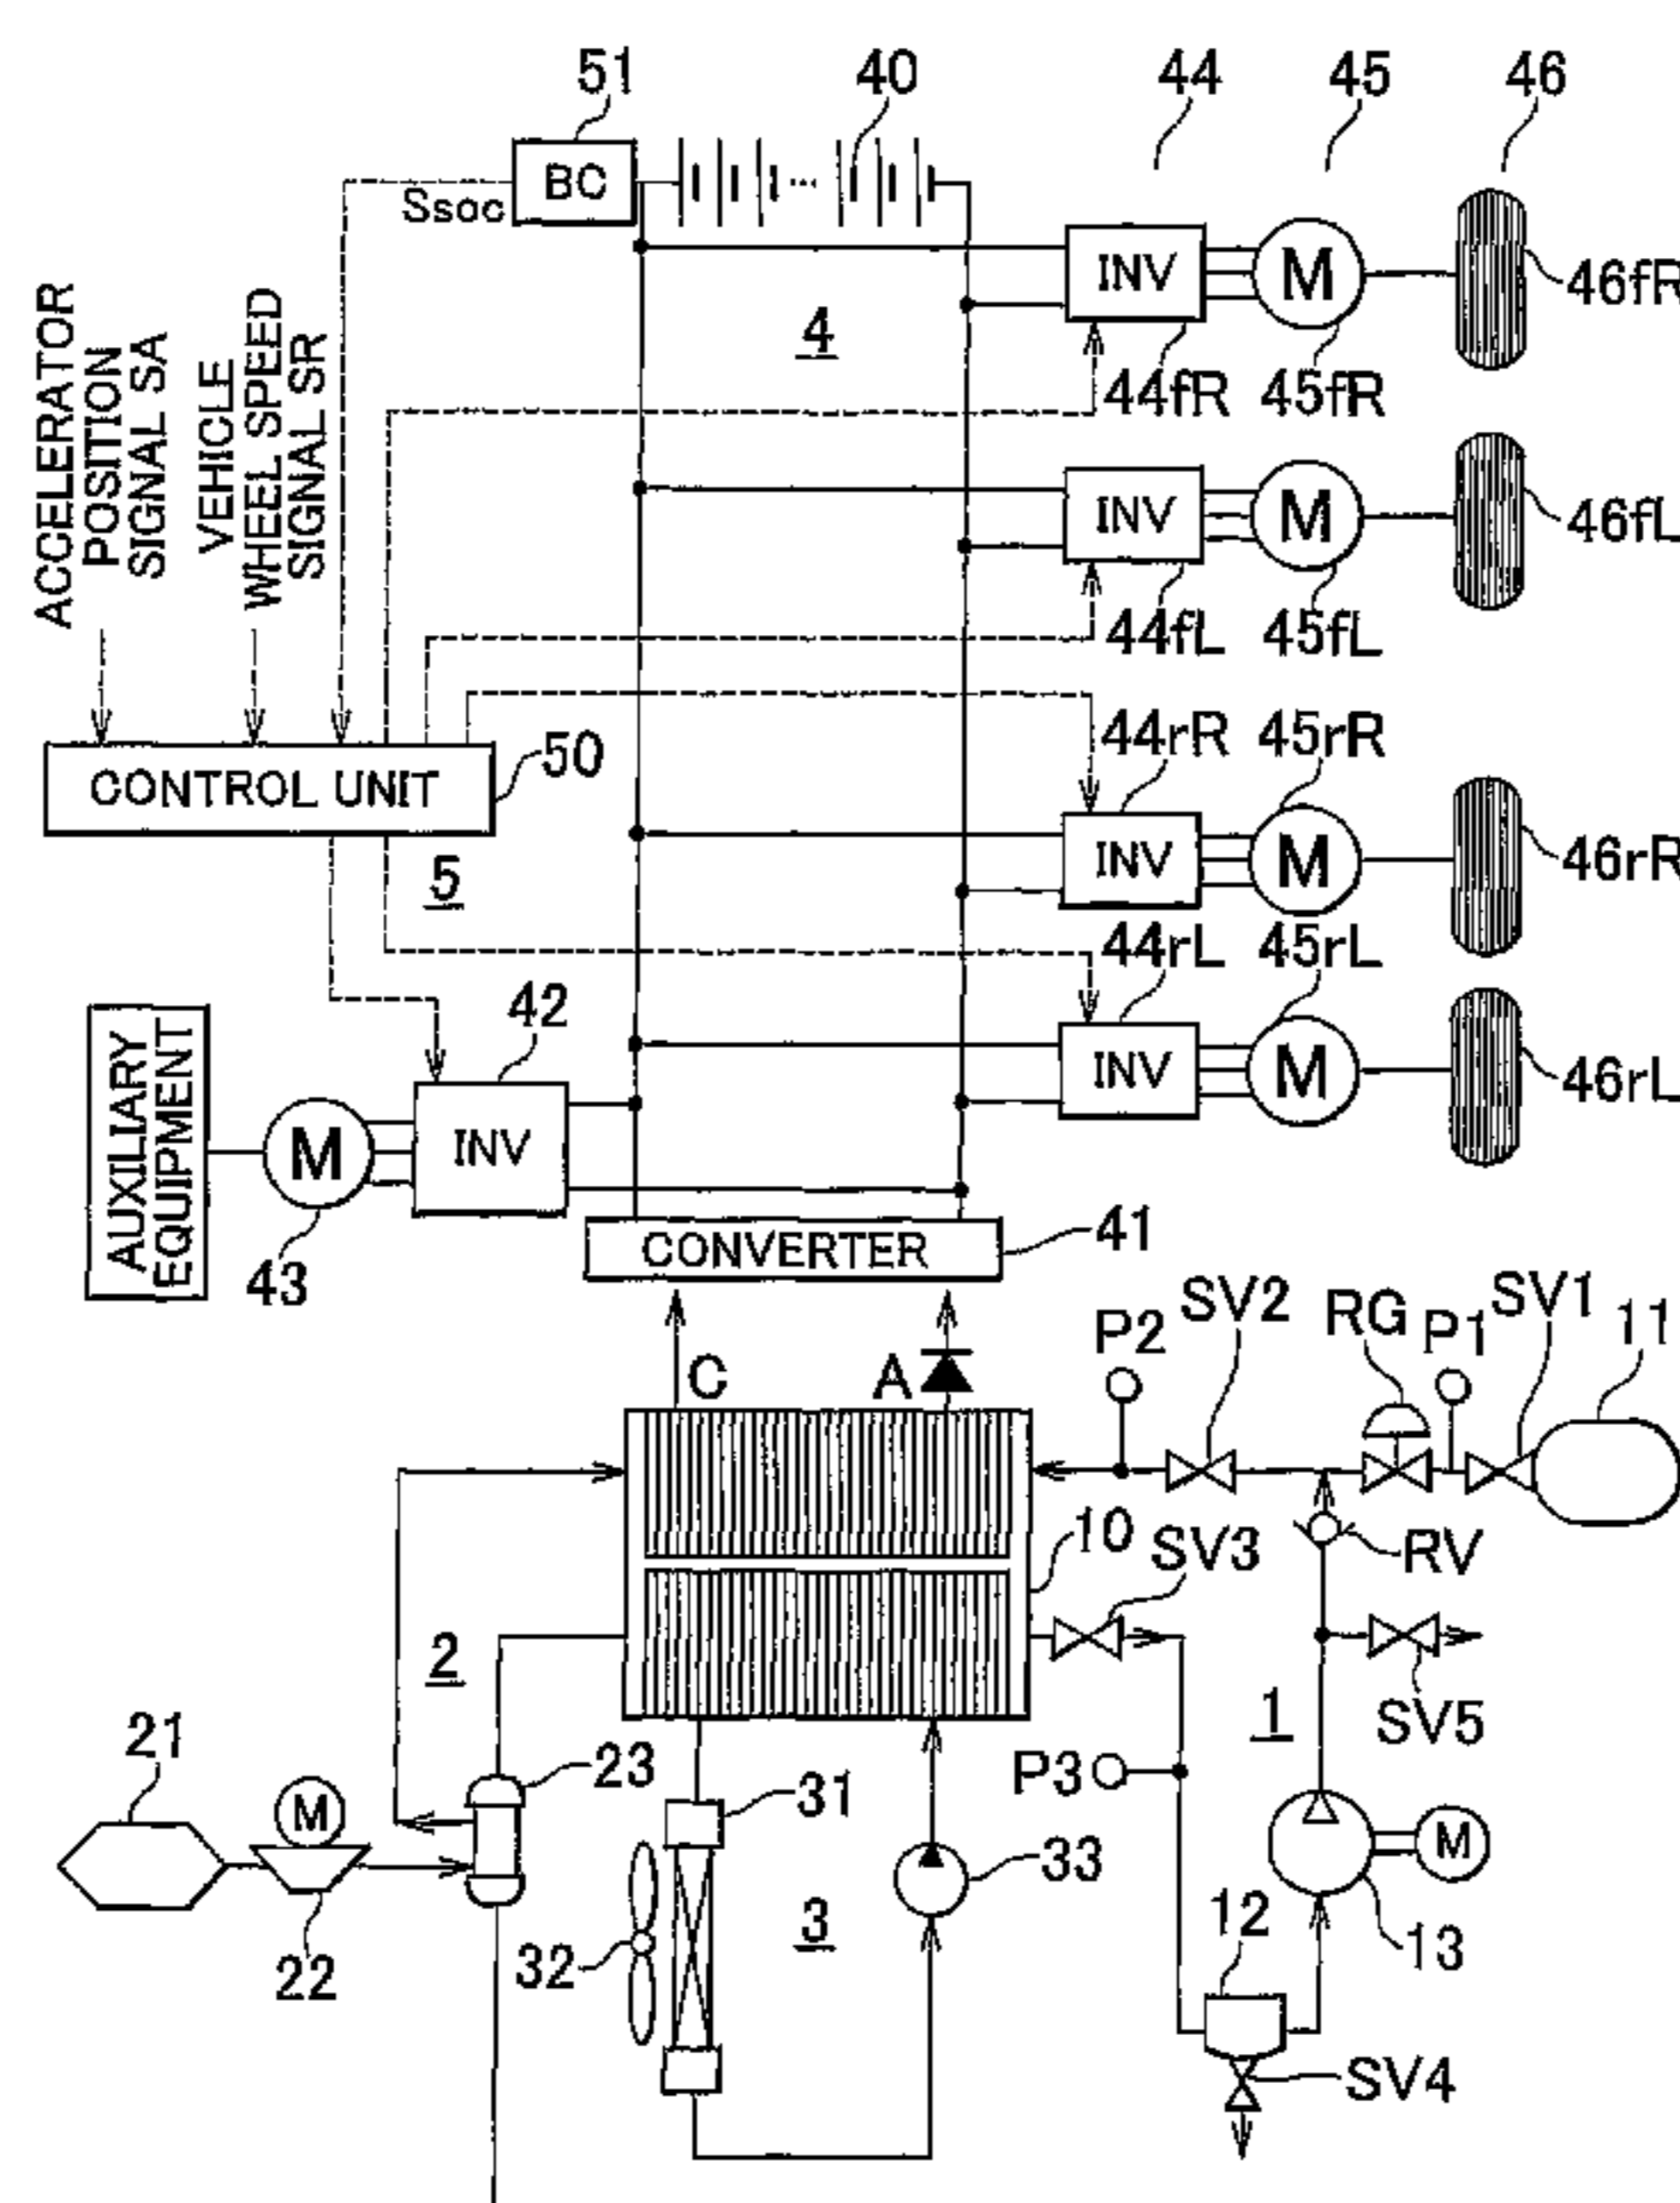 51
40
44
45
46
BC
Ssoc
INV
M
46fR
4
44fR
45fR
ACCELERATOR
POSITION
SIGNAL SA
VEHICLE
WHEEL SPEED
SIGNAL SR
INV
M
46fL
44fL
45fL
44rR
45rR
CONTROL UNIT
50
INV
M
46rR
5
44rL
45rL
42
INV
M
46rL
AUXILIARY
EQUIPMENT
M
INV
43
CONVERTER
41
P2
SV2
RG
P1
SV1
11
C
A
10
SV3
RV
2
1
SV5
21
23
P3
31
M
33
M
22
32
3
12
13
SV4